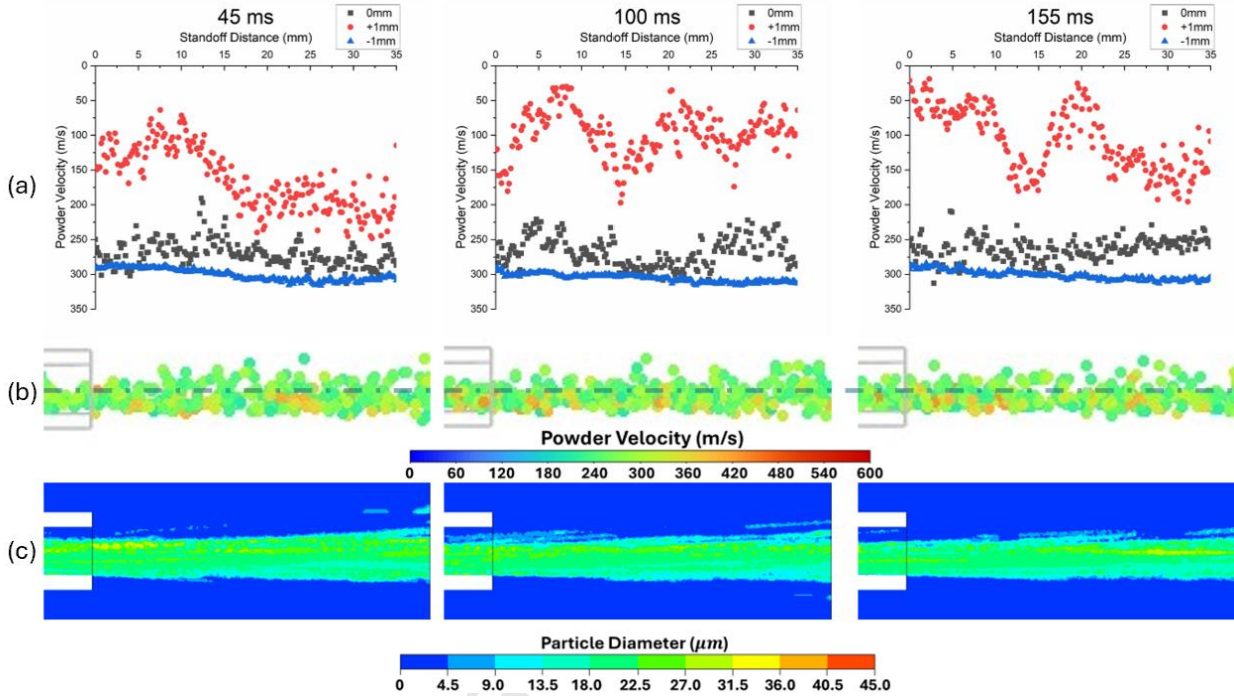 45 ms
0mm
+1mm
-1mm
Standoff Distance (mm)
0 5 10 15 20 25 30 35
(a)
Powder Velocity (m/s)
0
50
100
150
200
250
300
350
100 ms
0mm
+1mm
-1mm
Standoff Distance (mm)
0 5 10 15 20 25 30 35
Powder Velocity (m/s)
0
50
100
150
200
250
300
350
155 ms
0mm
+1mm
-1mm
Standoff Distance (mm)
0 5 10 15 20 25 30 35
Powder Velocity (m/s)
0
50
100
150
200
250
300
350
(b)
Powder Velocity (m/s)
0 60 120 180 240 300 360 420 480 540 600
(c)
Particle Diameter (μm)
0 4.5 9.0 13.5 18.0 22.5 27.0 31.5 36.0 40.5 45.0